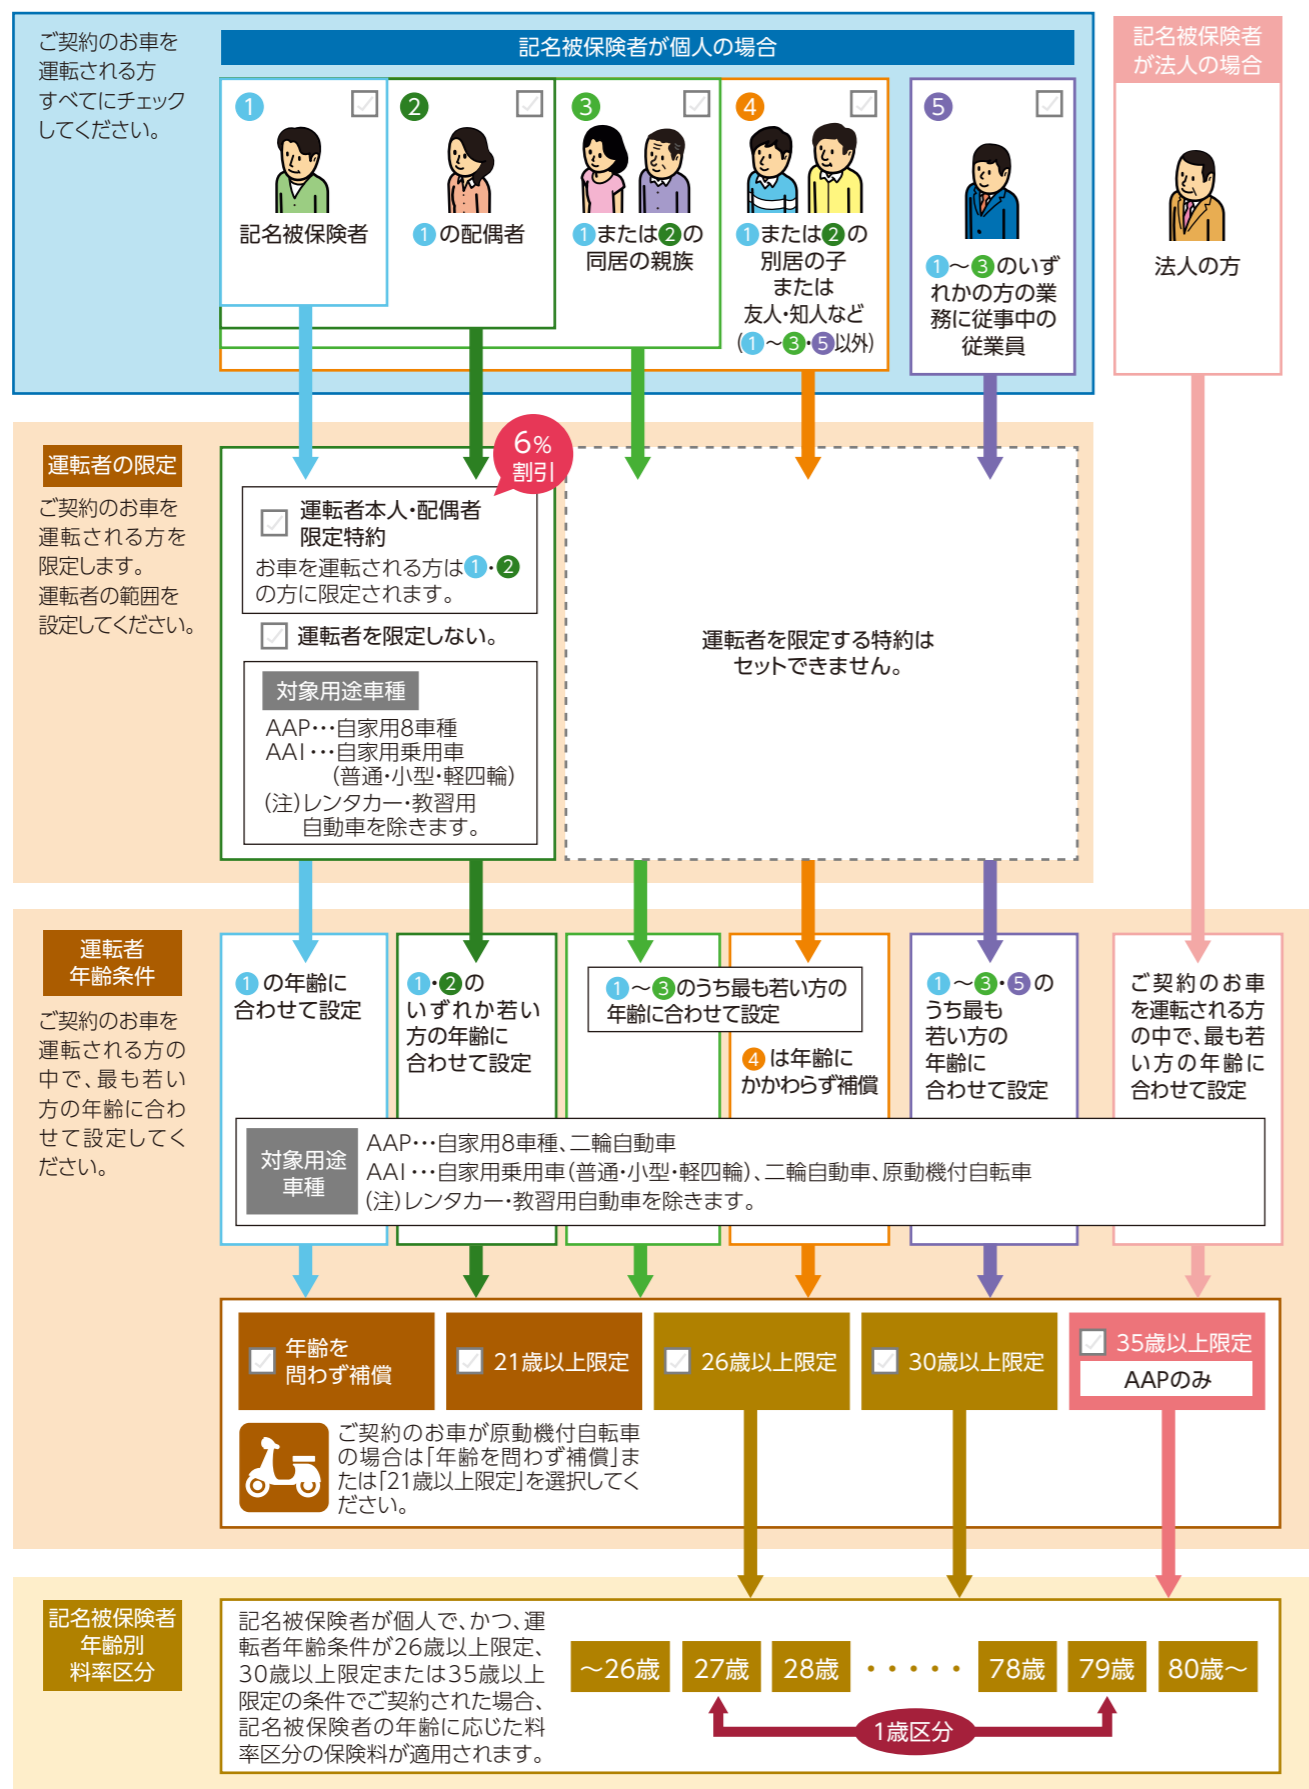 ご契約のお車を
運転される方
すべてにチェック
してください。
記名被保険者が個人の場合
1
記名被保険者
2
1の配偶者
3
1または2の
同居の親族
4
1または2の
別居の子
または
友人・知人など
(1～3・5以外)
5
1～3のいず
れかの方の業
務に従事中の
従業員
記名被保険者
が法人の場合
法人の方
運転者の限定
ご契約のお車を
運転される方を
限定します。
運転者の範囲を
設定してください。
6%
割引
運転者本人・配偶者
限定特約
お車を運転される方は1・2
の方に限定されます。
運転者を限定しない。
対象用途車種
AAP…自家用8車種
AAI…自家用乗用車
(普通・小型・軽四輪)
(注)レンタカー・教習用
自動車を除きます。
運転者を限定する特約は
セットできません。
運転者
年齢条件
ご契約のお車を
運転される方の
中で、最も若い
方の年齢に合わ
せて設定してく
ださい。
1の年齢に
合わせて設定
1・2の
いずれか若い
方の年齢に
合わせて設定
1～3のうち最も若い方の
年齢に合わせて設定
4は年齢に
かかわらず補償
1～3・5の
うち最も
若い方の
年齢に
合わせて設定
ご契約のお車
を運転される方
の中で、最も若
い方の年齢に
合わせて設定
対象用途
車種
AAP…自家用8車種、二輪自動車
AAI…自家用乗用車(普通・小型・軽四輪)、二輪自動車、原動機付自転車
(注)レンタカー・教習用自動車を除きます。
年齢を
問わず補償
21歳以上限定
26歳以上限定
30歳以上限定
35歳以上限定
AAPのみ
ご契約のお車が原動機付自転車
の場合は「年齢を問わず補償」ま
たは「21歳以上限定」を選択してく
ださい。
記名被保険者
年齢別
料率区分
記名被保険者が個人で、かつ、運
転者年齢条件が26歳以上限定、
30歳以上限定または35歳以上
限定の条件でご契約された場合、
記名被保険者の年齢に応じた料
率区分の保険料が適用されます。
～26歳
27歳
28歳
・・・・・
78歳
79歳
80歳～
1歳区分